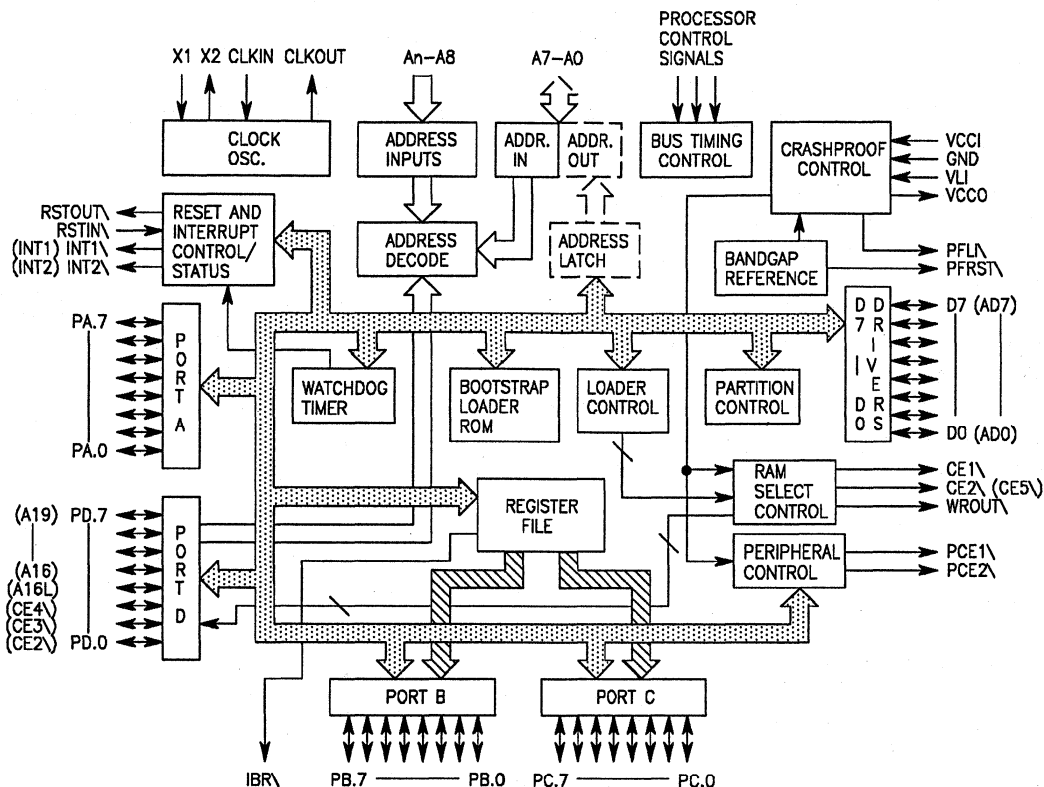 PROCESSOR
CONTROL
SIGNALS
X1 X2 CLKIN CLKOUT
An–A8
A7–A0
CLOCK
OSC.
ADDRESS
INPUTS
ADDR.
IN
ADDR.
OUT
BUS TIMING
CONTROL
CRASHPROOF
CONTROL
VCCI
GND
VLI
VCCO
RSTOUT\
RSTIN\
(INT1) INT1\
(INT2) INT2\
RESET AND
INTERRUPT
CONTROL/
STATUS
ADDRESS
DECODE
ADDRESS
LATCH
BANDGAP
REFERENCE
PFL\
PFRST\
PA.7
PA.0
PORT A
WATCHDOG
TIMER
BOOTSTRAP
LOADER
ROM
LOADER
CONTROL
PARTITION
CONTROL
D7 | D0
DRIVERS
D7 (AD7)
D0 (AD0)
RAM
SELECT
CONTROL
CE1\
CE2\ (CE5\)
WROUT\
REGISTER
FILE
(A19) PD.7
(A16)
(A16L)
(CE4\
(CE3\
(CE2\) PD.0
PORT D
PERIPHERAL
CONTROL
PCE1\
PCE2\
PORT B
PORT C
IBR\
PB.7
PB.0
PC.7
PC.0